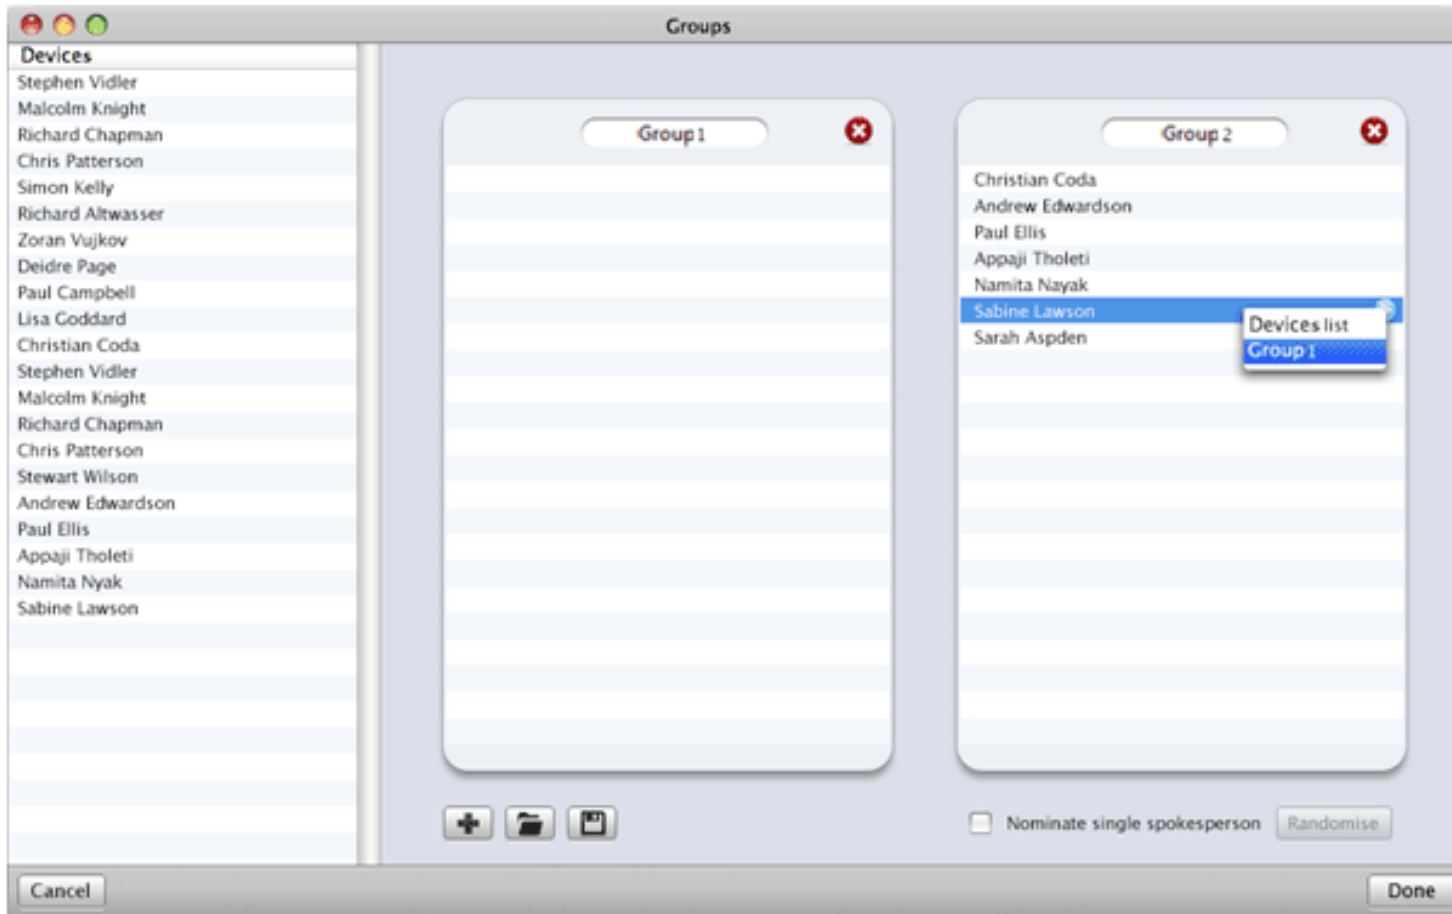 Groups
Devices
Stephen Vidler
Malcolm Knight
Richard Chapman
Chris Patterson
Simon Kelly
Richard Altwasser
Zoran Vujkov
Deidre Page
Paul Campbell
Lisa Goddard
Christian Coda
Stephen Vidler
Malcolm Knight
Richard Chapman
Chris Patterson
Stewart Wilson
Andrew Edwardson
Paul Ellis
Appaji Tholeti
Namita Nyak
Sabine Lawson
Group 1
Group 2
Christian Coda
Andrew Edwardson
Paul Ellis
Appaji Tholeti
Namita Nayak
Sabine Lawson
Sarah Aspden
Devices list
Group 1
Nominate single spokesperson
Randomise
Cancel
Done